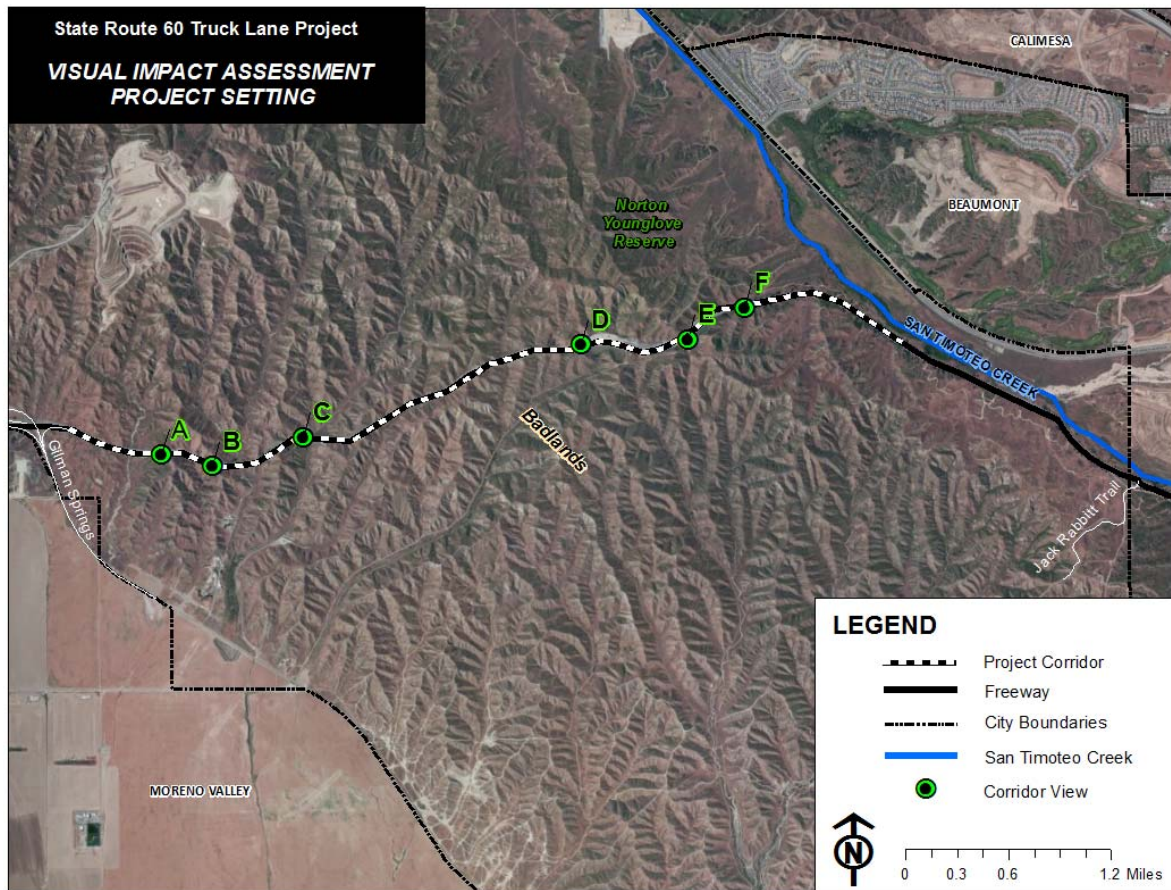 State Route 60 Truck Lane Project
VISUAL IMPACT ASSESSMENT
PROJECT SETTING
CALIMESA
BEAUMONT
Norton
Younglove
Reserve
F
E
D
SAN TIMOTEO CREEK
C
A
B
Badlands
Gilman Springs
Jack Rabbitt Trail
MORENO VALLEY
LEGEND
Project Corridor
Freeway
City Boundaries
San Timoteo Creek
Corridor View
N
0 0.3 0.6 1.2 Miles